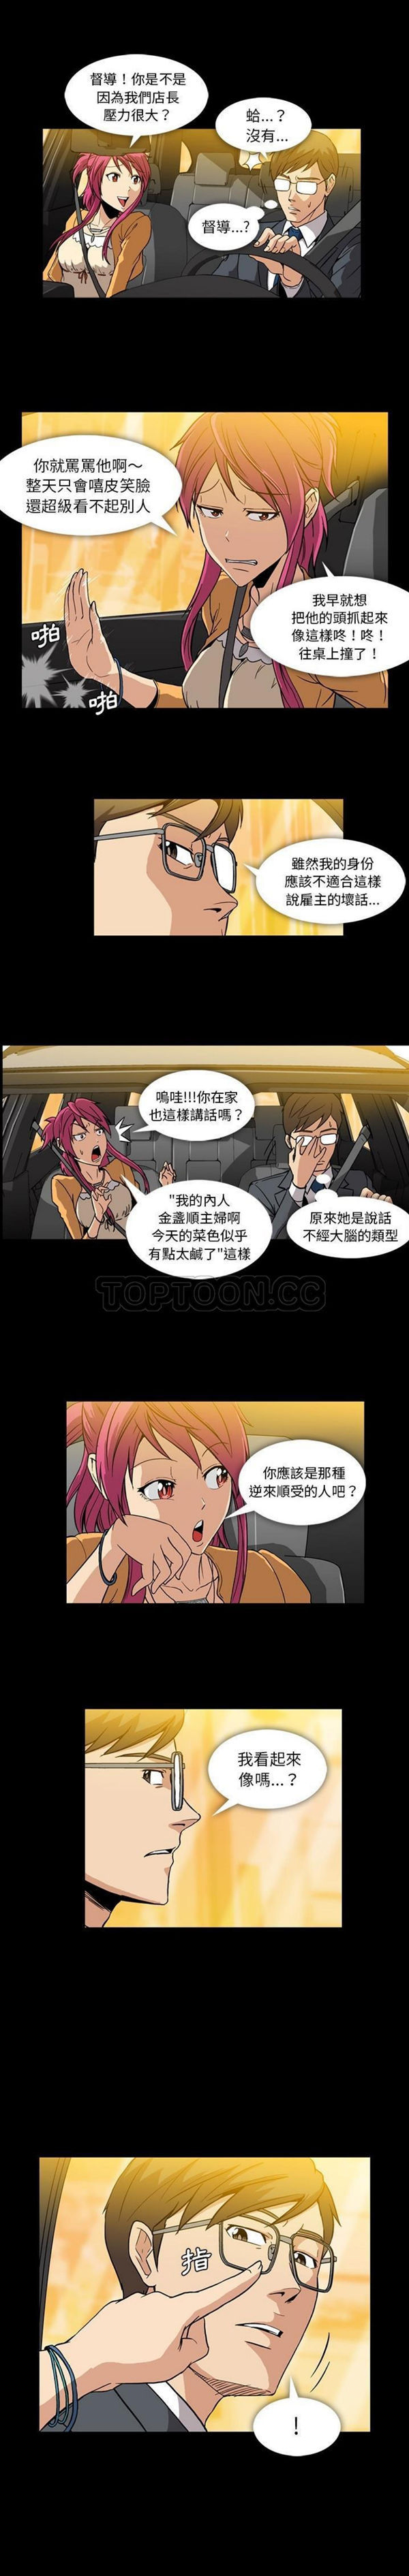 督導！你是不是
因為我們店長
壓力很大？
蛤...？
沒有...
督導...?
你就罵罵他啊～
整天只會嘻皮笑臉
還超級看不起別人
我早就想
把他的頭抓起來
像這樣咚！咚！
往桌上撞了！
啪
啪
雖然我的身份
應該不適合這樣
說雇主的壞話...
嗚哇!!!你在家
也這樣講話嗎？
"我的內人
金盞順主婦啊
今天的菜色似乎
有點太鹹了"這樣
原來她是說話
不經大腦的類型
TOPTOON.CC
你應該是那種
逆來順受的人吧？
我看起來
像嗎...？
指
！